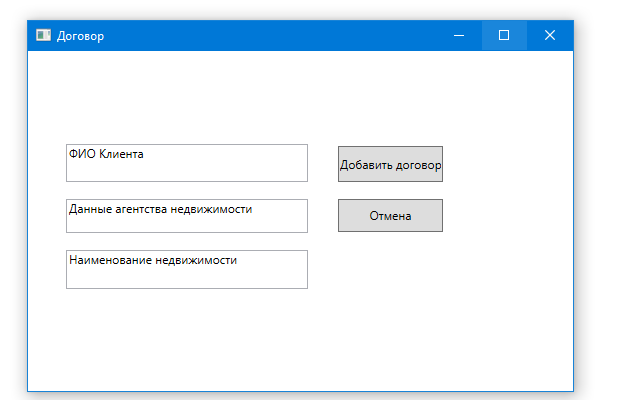 Договор
ФИО Клиента
Добавить договор
Данные агентства недвижимости
Отмена
Наименование недвижимости